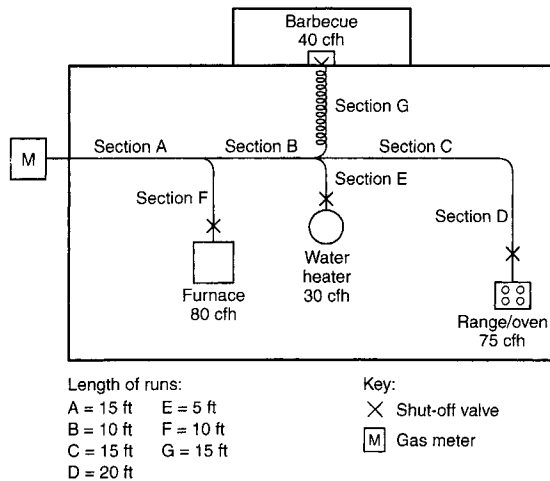 Barbecue
40 cfh
Section G
Section A
Section B
Section C
M
Section E
Section F
Section D
Water
heater
30 cfh
Furnace
80 cfh
Range/oven
75 cfh
Length of runs:
A = 15 ft E = 5 ft
B = 10 ft F = 10 ft
C = 15 ft G = 15 ft
D = 20 ft
Key:
Shut-off valve
M Gas meter